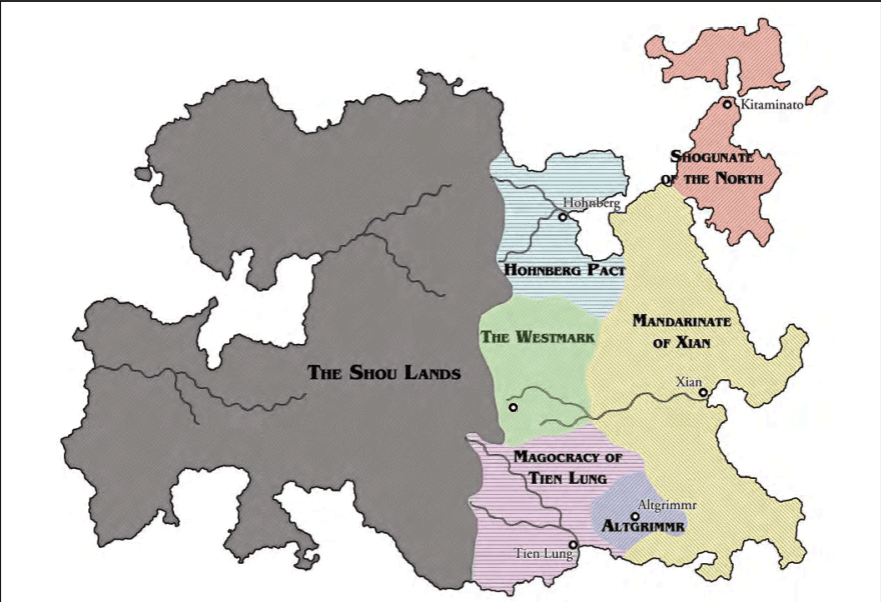 Kitaminato
Shogunate
of the North
Hohnberg
Hohnberg Pact
Mandarinate
of Xian
The Westmark
The Shou Lands
Xian
Magocracy of
Tien Lung
Altgrimmr
Altgrimmr
Tien Lung